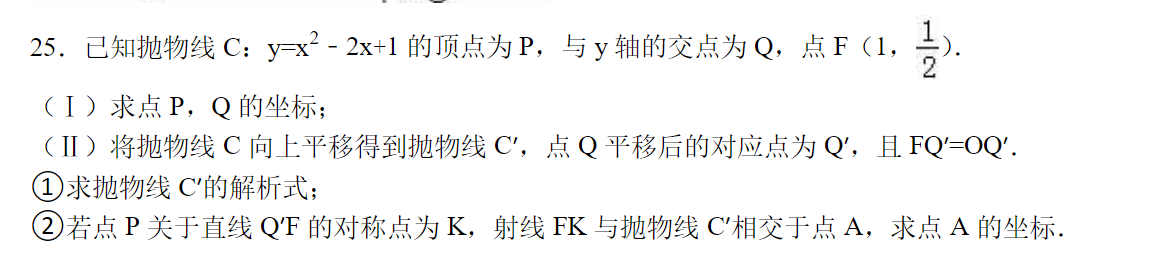 25．已知抛物线 C：y=x²﹣2x+1 的顶点为 P，与 y 轴的交点为 Q，点 F（1，1/2）．
（Ⅰ）求点 P，Q 的坐标；
（Ⅱ）将抛物线 C 向上平移得到抛物线 C′，点 Q 平移后的对应点为 Q′，且 FQ′=OQ′．
①求抛物线 C′的解析式；
②若点 P 关于直线 Q′F 的对称点为 K，射线 FK 与抛物线 C′相交于点 A，求点 A 的坐标．